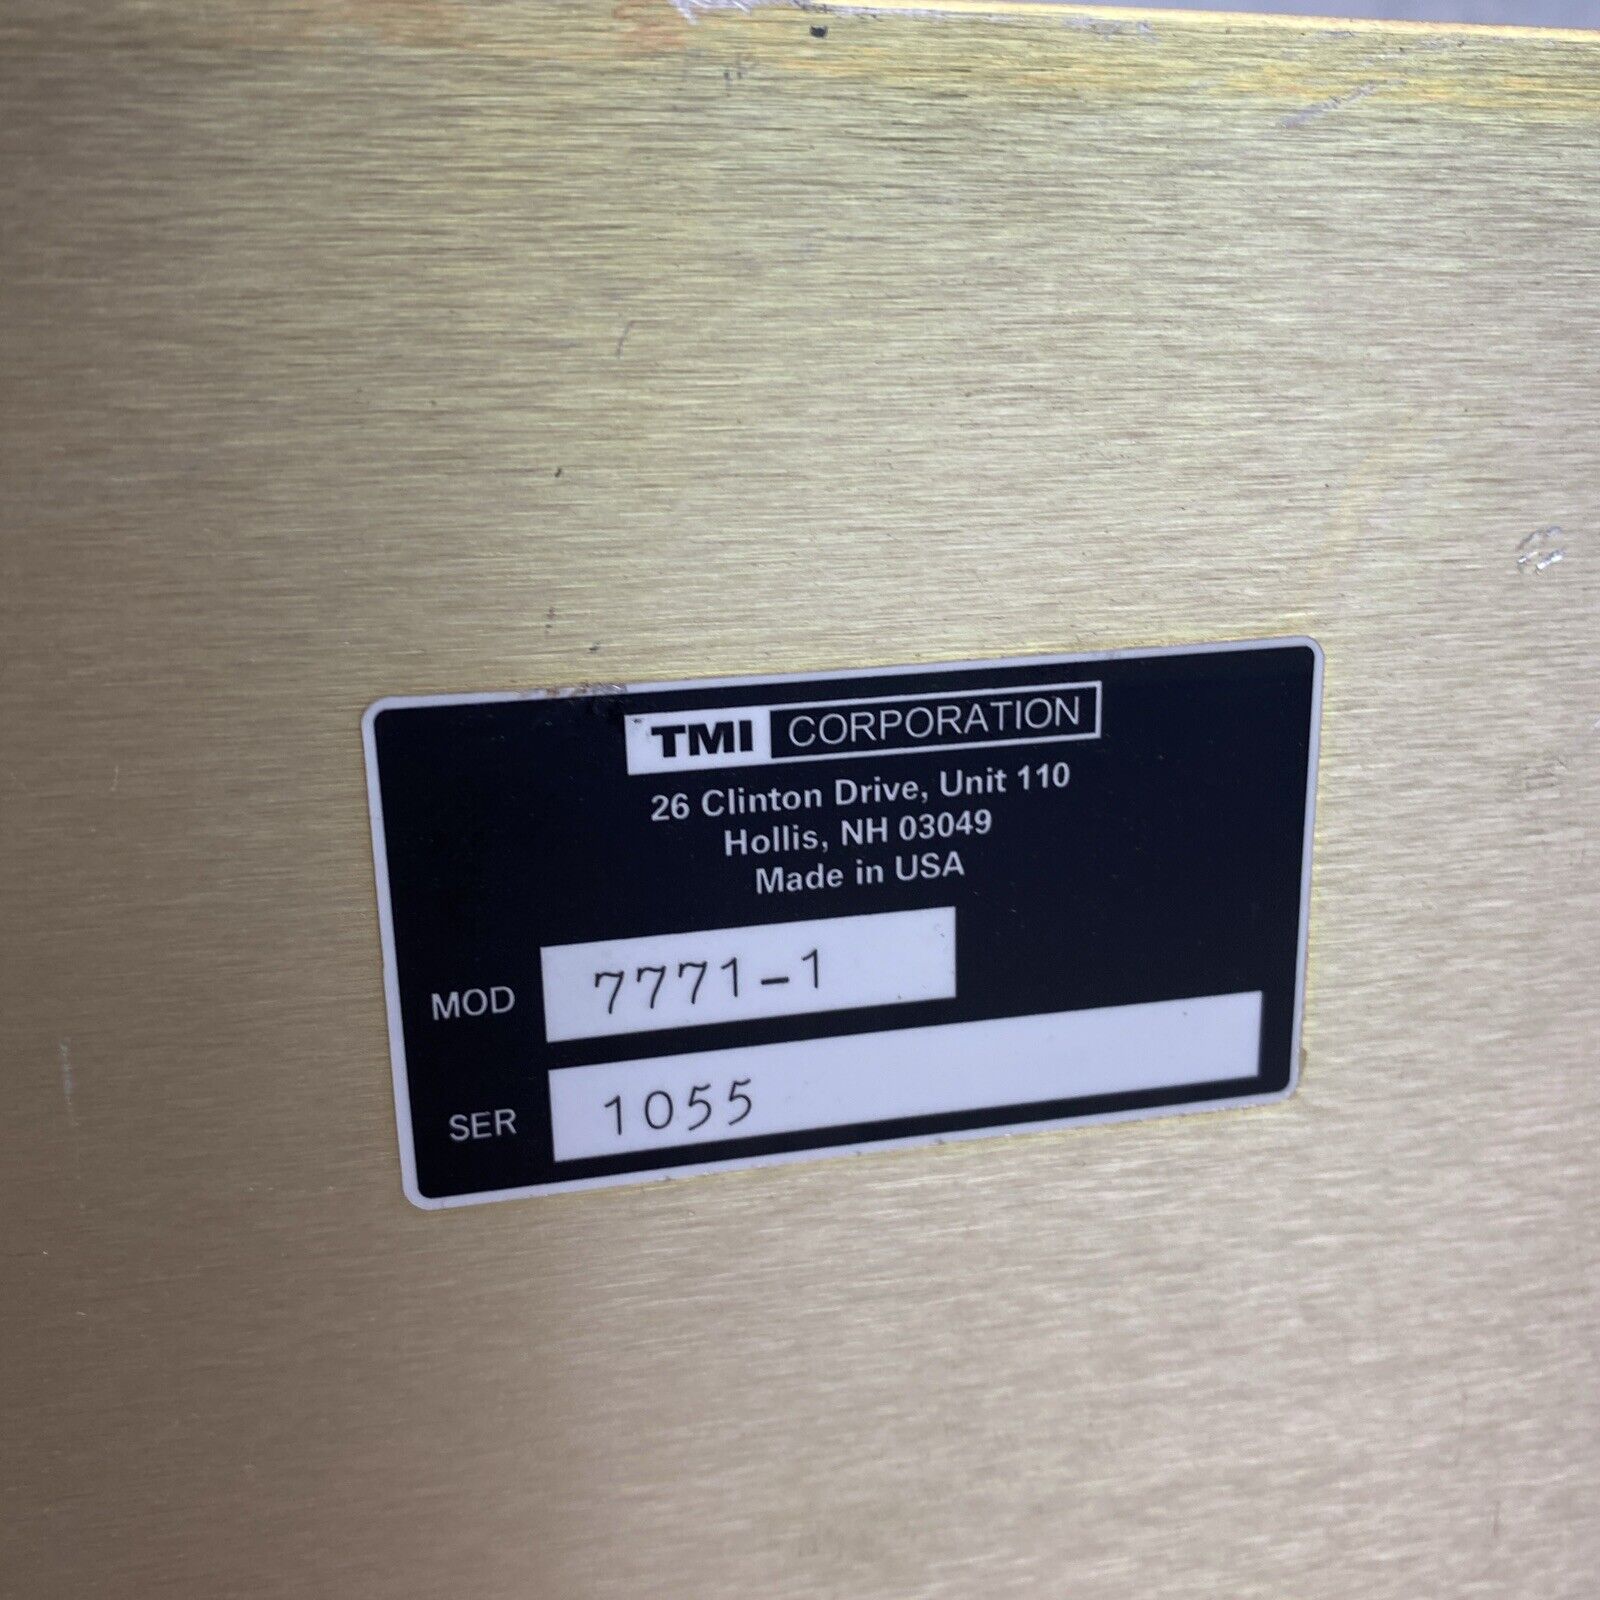 TMI CORPORATION
26 Clinton Drive, Unit 110
Hollis, NH 03049
Made in USA
MOD 7771-1
SER 1055